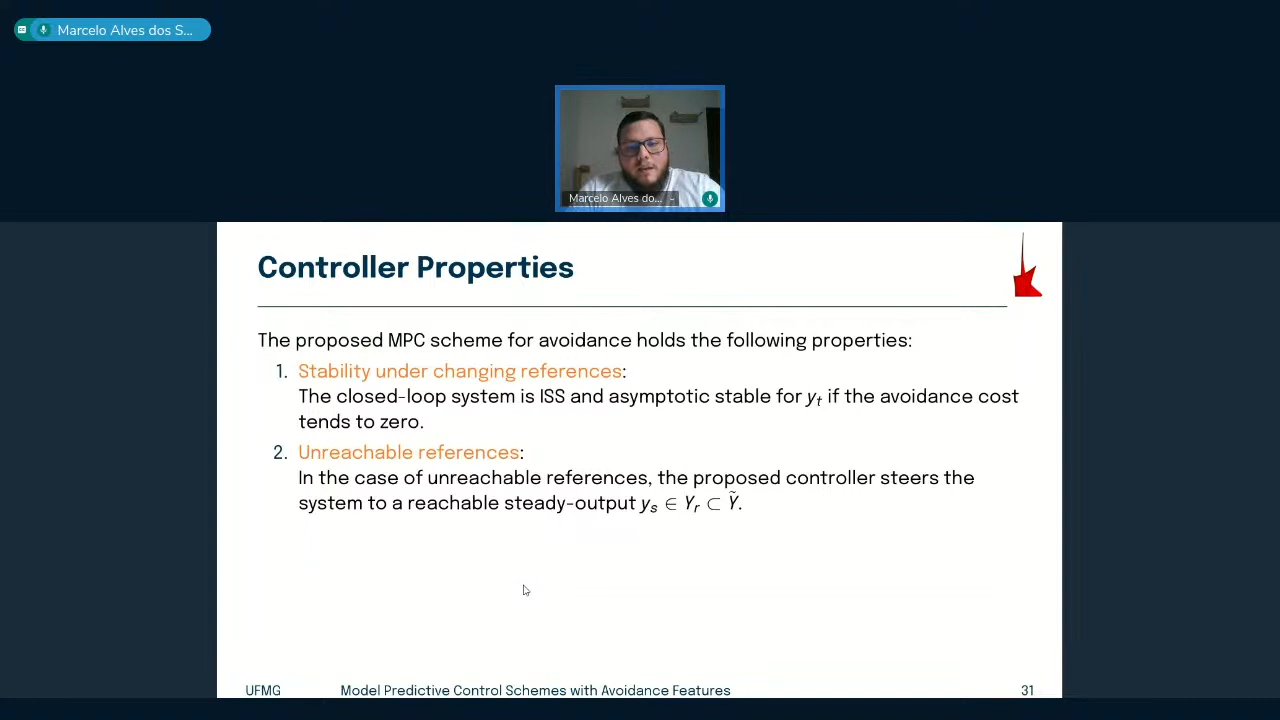 Marcelo Alves dos S...
Marcelo Alves do...
Controller Properties
The proposed MPC scheme for avoidance holds the following properties:
1. Stability under changing references:
The closed-loop system is ISS and asymptotic stable for yₜ if the avoidance cost
tends to zero.
2. Unreachable references:
In the case of unreachable references, the proposed controller steers the
system to a reachable steady-output yₛ ∈ Yᵣ ⊂ Ỹ.
UFMG Model Predictive Control Schemes with Avoidance Features 31